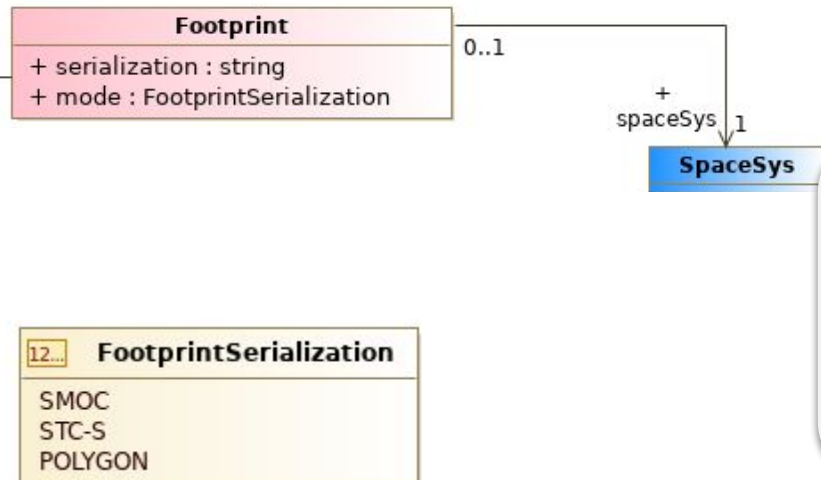 Footprint
+ serialization : string
+ mode : FootprintSerialization
0..1
+
spaceSys
1
SpaceSys
12...
FootprintSerialization
SMOC
STC-S
POLYGON